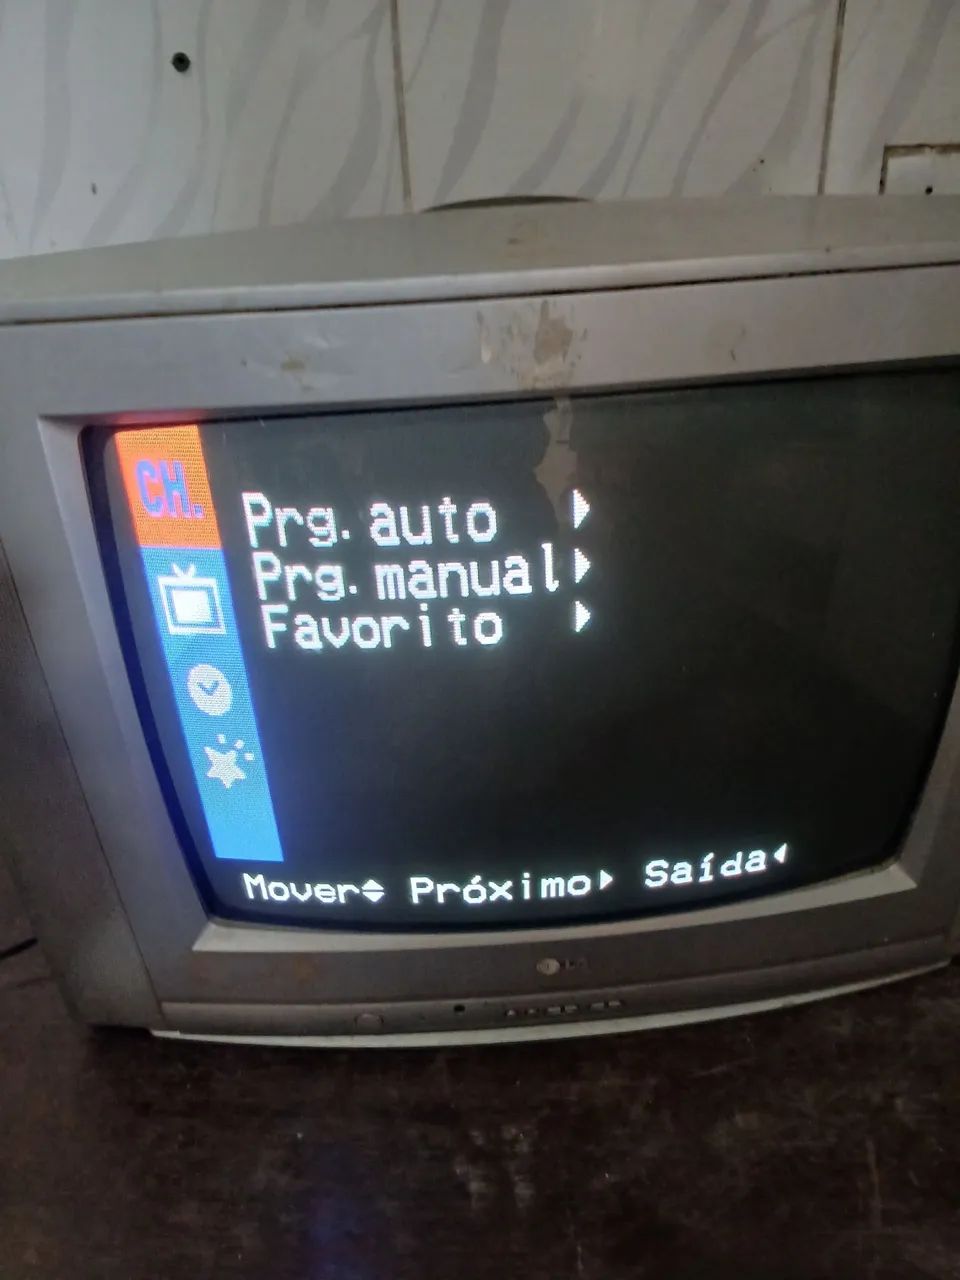 CH.
Prg. auto
Prg. manual
Favorito
Mover Próximo Saída
LG